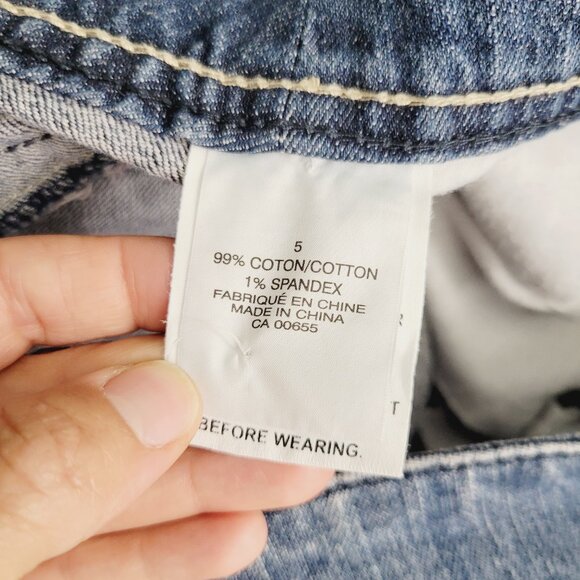 5
99% COTON/COTTON
1% SPANDEX
FABRIQUÉ EN CHINE
MADE IN CHINA
CA 00655
R
T
BEFORE WEARING.